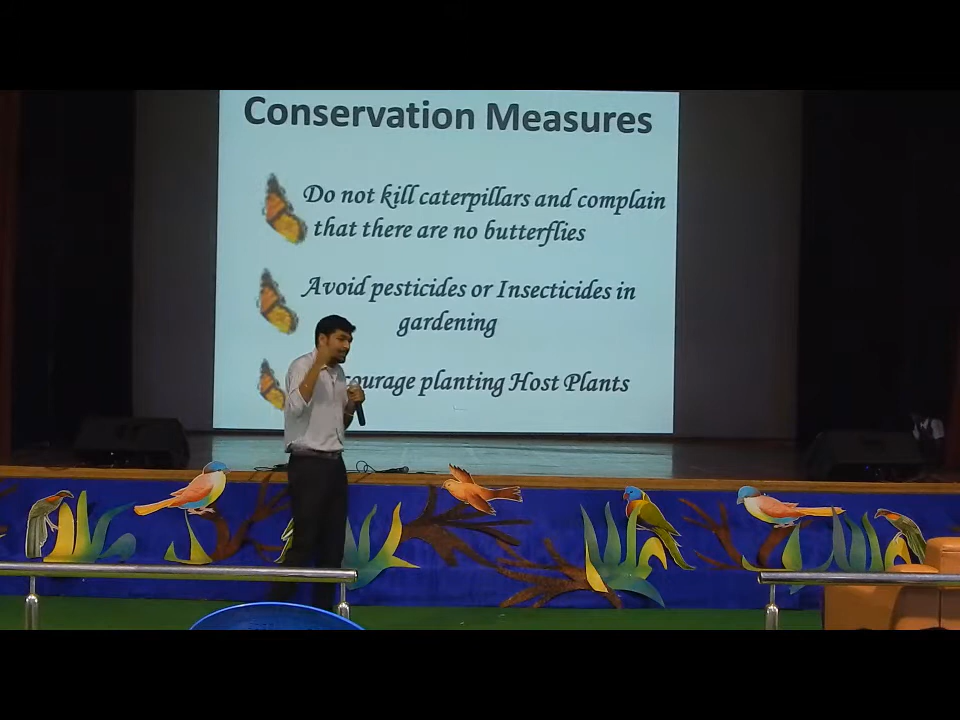 Conservation Measures
Do not kill caterpillars and complain
that there are no butterflies
Avoid pesticides or Insecticides in
gardening
planting Host Plants